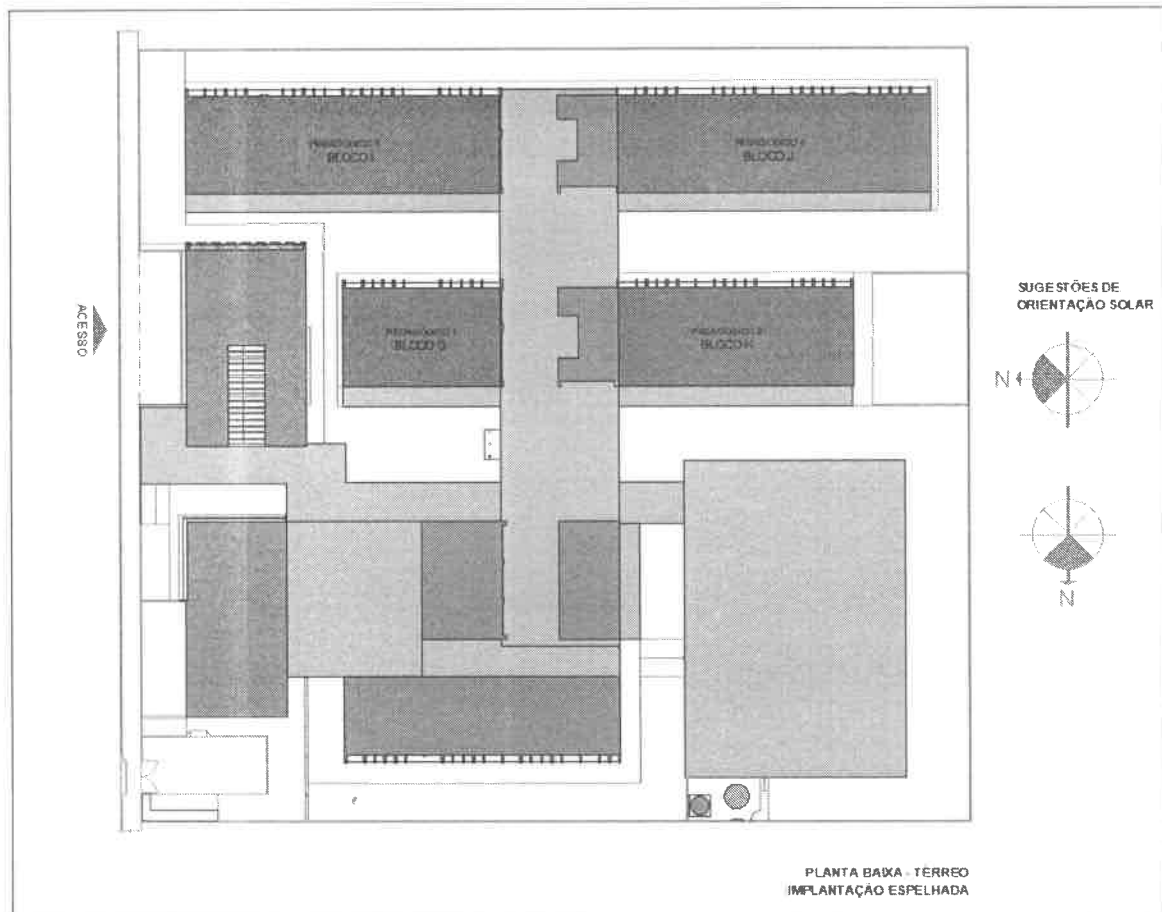 BLOCO I
BLOCO J
BLOCO G
BLOCO H
ACESSO
SUGESTÕES DE
ORIENTAÇÃO SOLAR
N
N
PLANTA BAIXA - TÉRREO
IMPLANTAÇÃO ESPELHADA